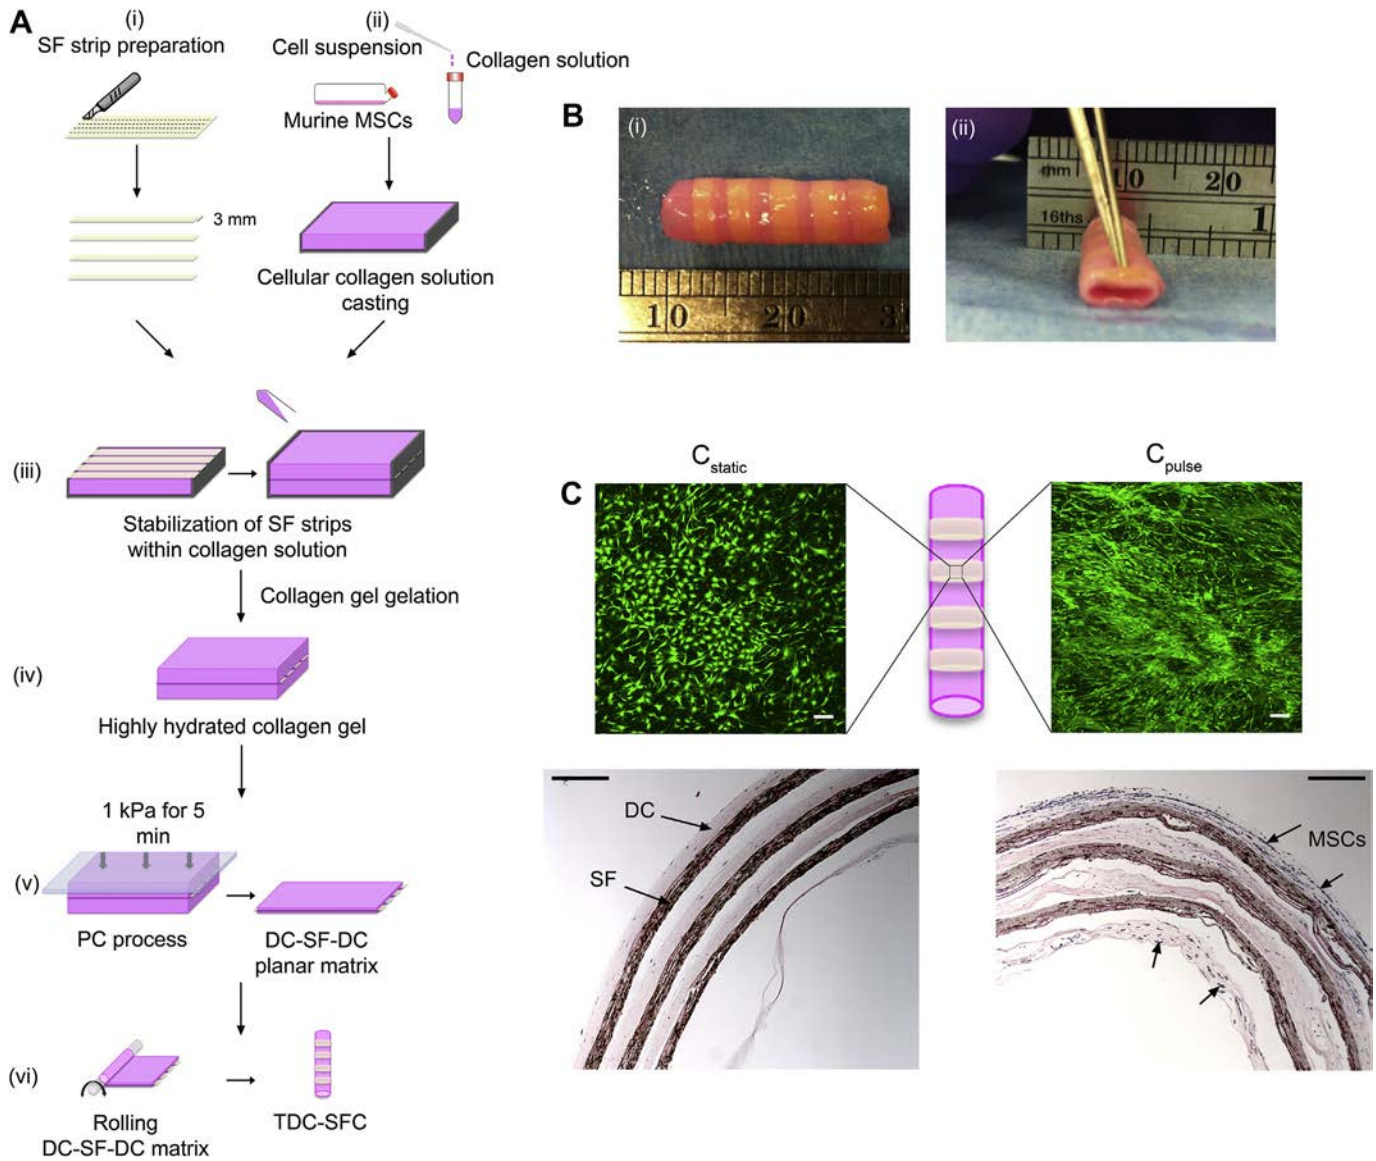 A
(i)
SF strip preparation
(ii)
Cell suspension
Collagen solution
Murine MSCs
3 mm
Cellular collagen solution
casting
(iii)
Stabilization of SF strips
within collagen solution
Collagen gel gelation
(iv)
Highly hydrated collagen gel
1 kPa for 5
min
(v)
PC process
DC-SF-DC
planar matrix
(vi)
Rolling
DC-SF-DC matrix
TDC-SFC
B
(i)
10 20
(ii)
mm 10 20
16ths 1
C
Cstatic
Cpulse
DC
SF
MSCs